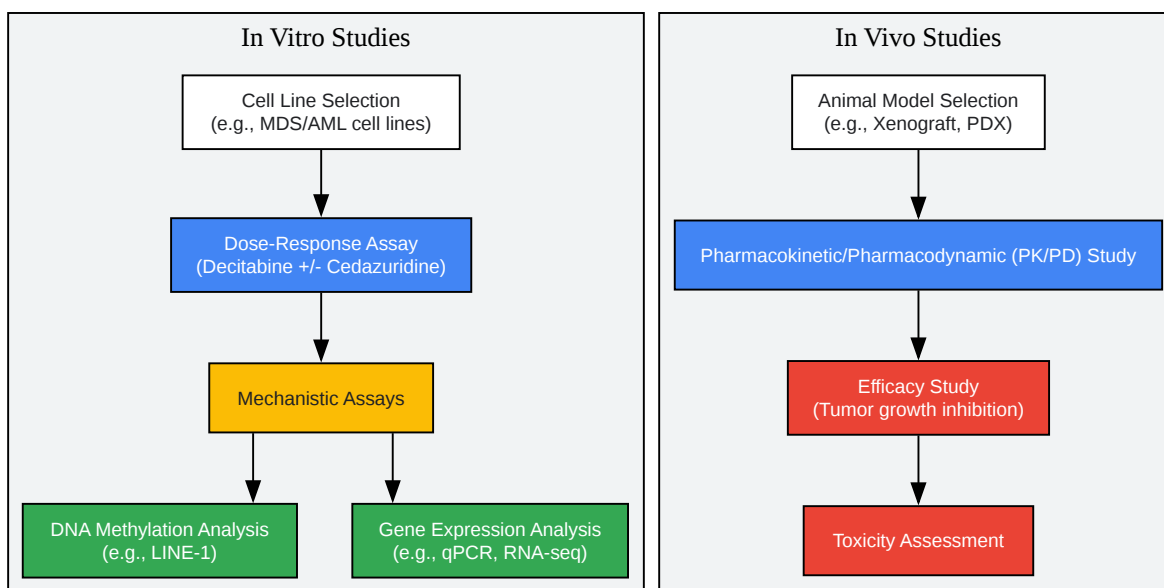 In Vitro Studies
Cell Line Selection
(e.g., MDS/AML cell lines)
Dose-Response Assay
(Decitabine +/- Cedazuridine)
Mechanistic Assays
DNA Methylation Analysis
(e.g., LINE-1)
Gene Expression Analysis
(e.g., qPCR, RNA-seq)
In Vivo Studies
Animal Model Selection
(e.g., Xenograft, PDX)
Pharmacokinetic/Pharmacodynamic (PK/PD) Study
Efficacy Study
(Tumor growth inhibition)
Toxicity Assessment